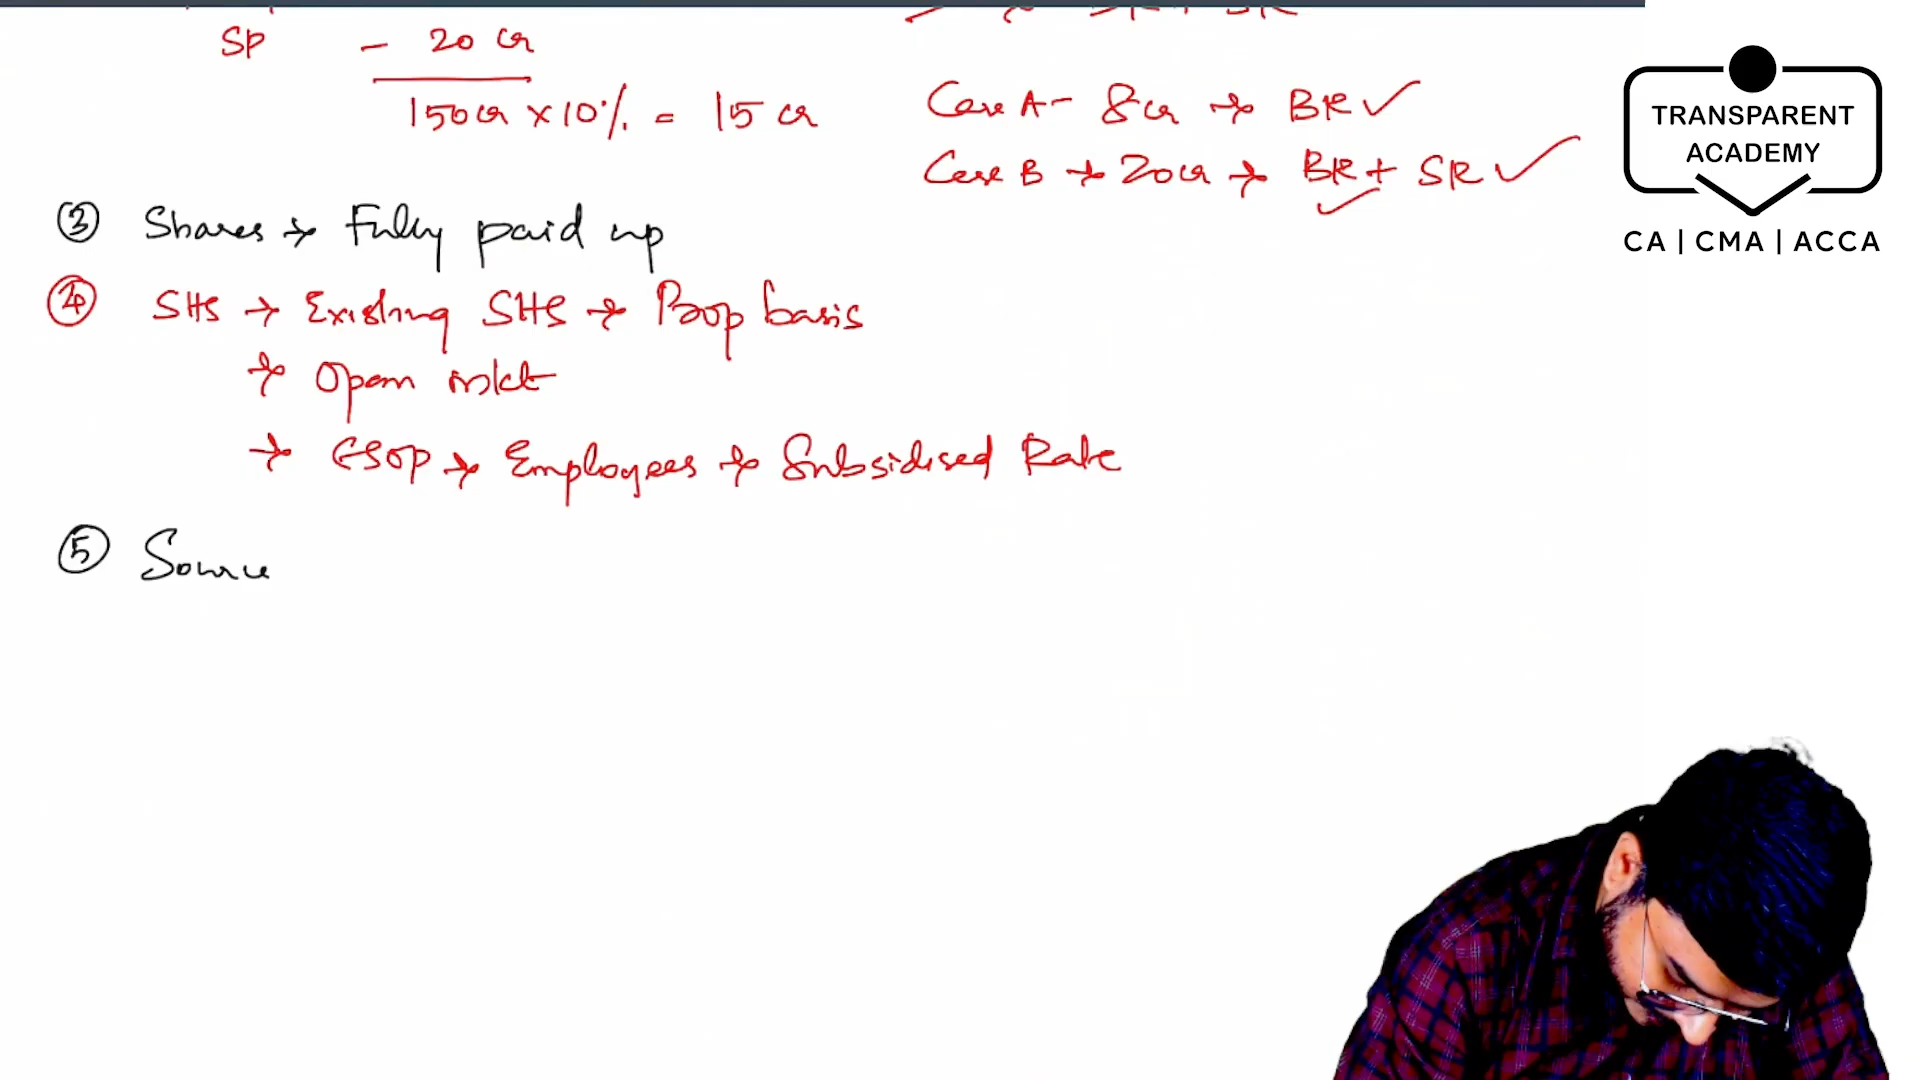 SP - 20 cr
150 cr x 10% = 15 cr
Case A - 8 cr → BR ✓
Case B → 20 cr → BR + SR ✓
③ Shares → Fully paid up
④ SHS → Existing SHS → Prop basis
→ Open mkt
→ ESOP → Employees → Subsidised Rate
⑤ Source
TRANSPARENT
ACADEMY
CA | CMA | ACCA